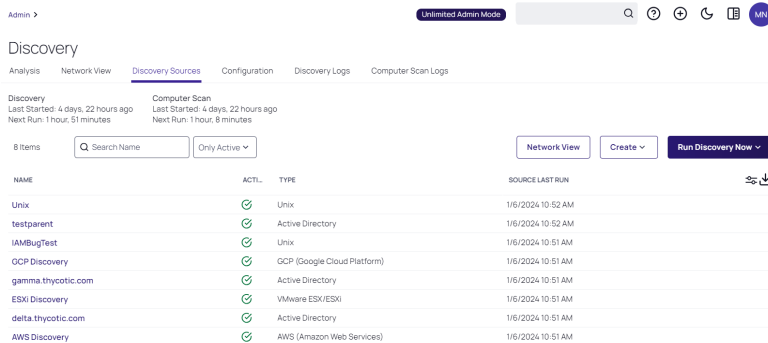 Admin >
Unlimited Admin Mode
MN
Discovery
Analysis Network View Discovery Sources Configuration Discovery Logs Computer Scan Logs
Discovery Computer Scan
Last Started: 4 days, 22 hours ago Last Started: 4 days, 22 hours ago
Next Run: 1 hour, 51 minutes Next Run: 1 hour, 8 minutes
8 Items Search Name Only Active Network View Create Run Discovery Now
NAME ACTI... TYPE SOURCE LAST RUN
Unix Unix 1/6/2024 10:52 AM
testparent Active Directory 1/6/2024 10:52 AM
IAMBugTest Unix 1/6/2024 10:51 AM
GCP Discovery GCP (Google Cloud Platform) 1/6/2024 10:51 AM
gamma.thycotic.com Active Directory 1/6/2024 10:51 AM
ESXi Discovery VMware ESX/ESXi 1/6/2024 10:51 AM
delta.thycotic.com Active Directory 1/6/2024 10:51 AM
AWS Discovery AWS (Amazon Web Services) 1/6/2024 10:51 AM